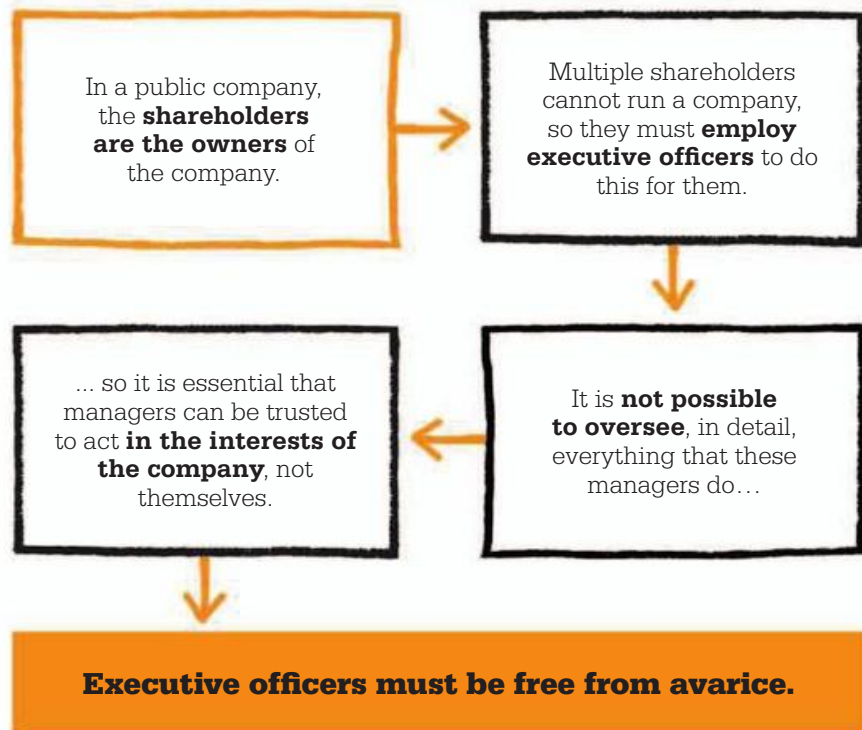 In a public company,
the shareholders
are the owners of
the company.
Multiple shareholders
cannot run a company,
so they must employ
executive officers to do
this for them.
It is not possible
to oversee, in detail,
everything that these
managers do…
... so it is essential that
managers can be trusted
to act in the interests of
the company, not
themselves.
Executive officers must be free from avarice.